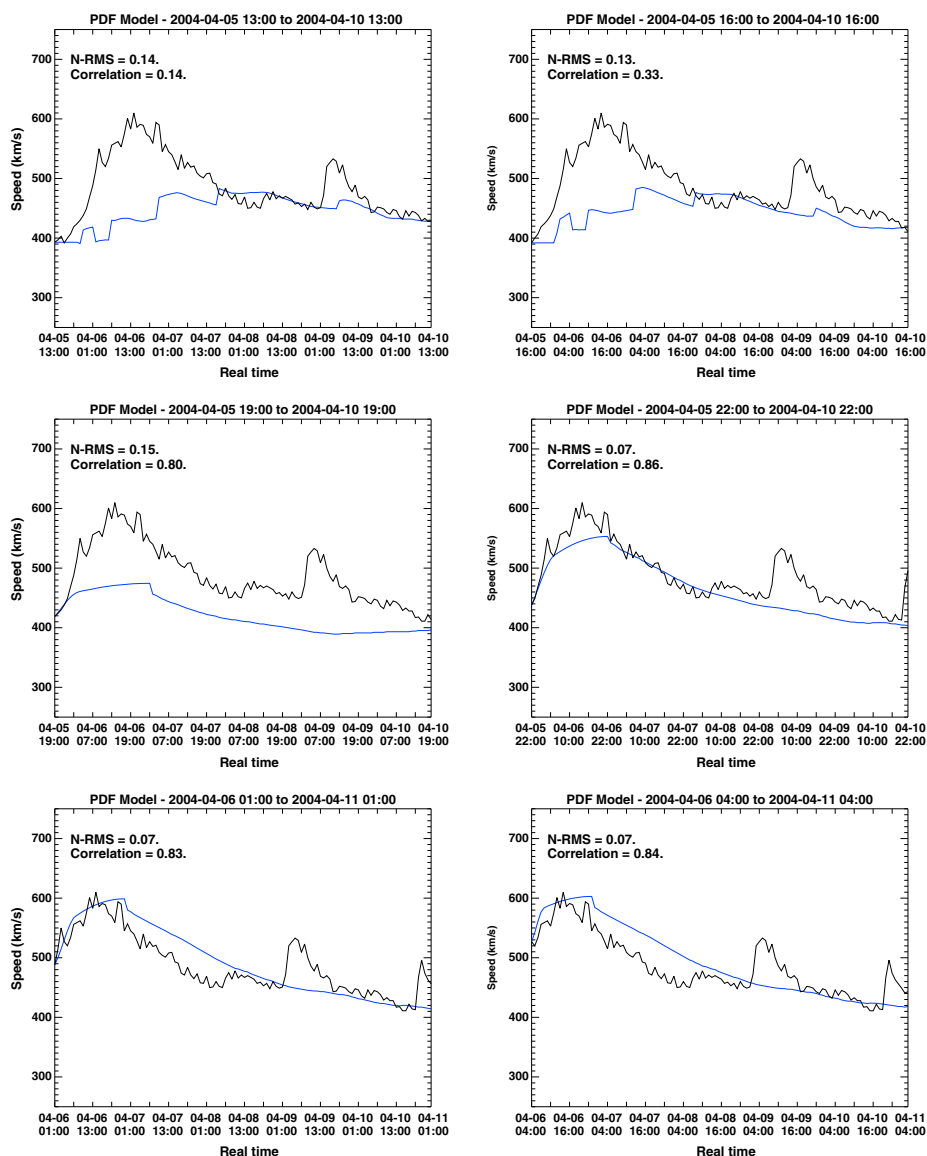 PDF Model - 2004-04-05 13:00 to 2004-04-10 13:00
N-RMS = 0.14.
Correlation = 0.14.
Speed (km/s)
700
600
500
400
300
04-05 04-06 04-06 04-07 04-07 04-08 04-08 04-09 04-09 04-10 04-10
13:00 01:00 13:00 01:00 13:00 01:00 13:00 01:00 13:00 01:00 13:00
Real time
PDF Model - 2004-04-05 16:00 to 2004-04-10 16:00
N-RMS = 0.13.
Correlation = 0.33.
Speed (km/s)
700
600
500
400
300
04-05 04-06 04-06 04-07 04-07 04-08 04-08 04-09 04-09 04-10 04-10
16:00 04:00 16:00 04:00 16:00 04:00 16:00 04:00 16:00 04:00 16:00
Real time
PDF Model - 2004-04-05 19:00 to 2004-04-10 19:00
N-RMS = 0.15.
Correlation = 0.80.
Speed (km/s)
700
600
500
400
300
04-05 04-06 04-06 04-07 04-07 04-08 04-08 04-09 04-09 04-10 04-10
19:00 07:00 19:00 07:00 19:00 07:00 19:00 07:00 19:00 07:00 19:00
Real time
PDF Model - 2004-04-05 22:00 to 2004-04-10 22:00
N-RMS = 0.07.
Correlation = 0.86.
Speed (km/s)
700
600
500
400
300
04-05 04-06 04-06 04-07 04-07 04-08 04-08 04-09 04-09 04-10 04-10
22:00 10:00 22:00 10:00 22:00 10:00 22:00 10:00 22:00 10:00 22:00
Real time
PDF Model - 2004-04-06 01:00 to 2004-04-11 01:00
N-RMS = 0.07.
Correlation = 0.83.
Speed (km/s)
700
600
500
400
300
04-06 04-06 04-07 04-07 04-08 04-08 04-09 04-09 04-10 04-10 04-11
01:00 13:00 01:00 13:00 01:00 13:00 01:00 13:00 01:00 13:00 01:00
Real time
PDF Model - 2004-04-06 04:00 to 2004-04-11 04:00
N-RMS = 0.07.
Correlation = 0.84.
Speed (km/s)
700
600
500
400
300
04-06 04-06 04-07 04-07 04-08 04-08 04-09 04-09 04-10 04-10 04-11
04:00 16:00 04:00 16:00 04:00 16:00 04:00 16:00 04:00 16:00 04:00
Real time